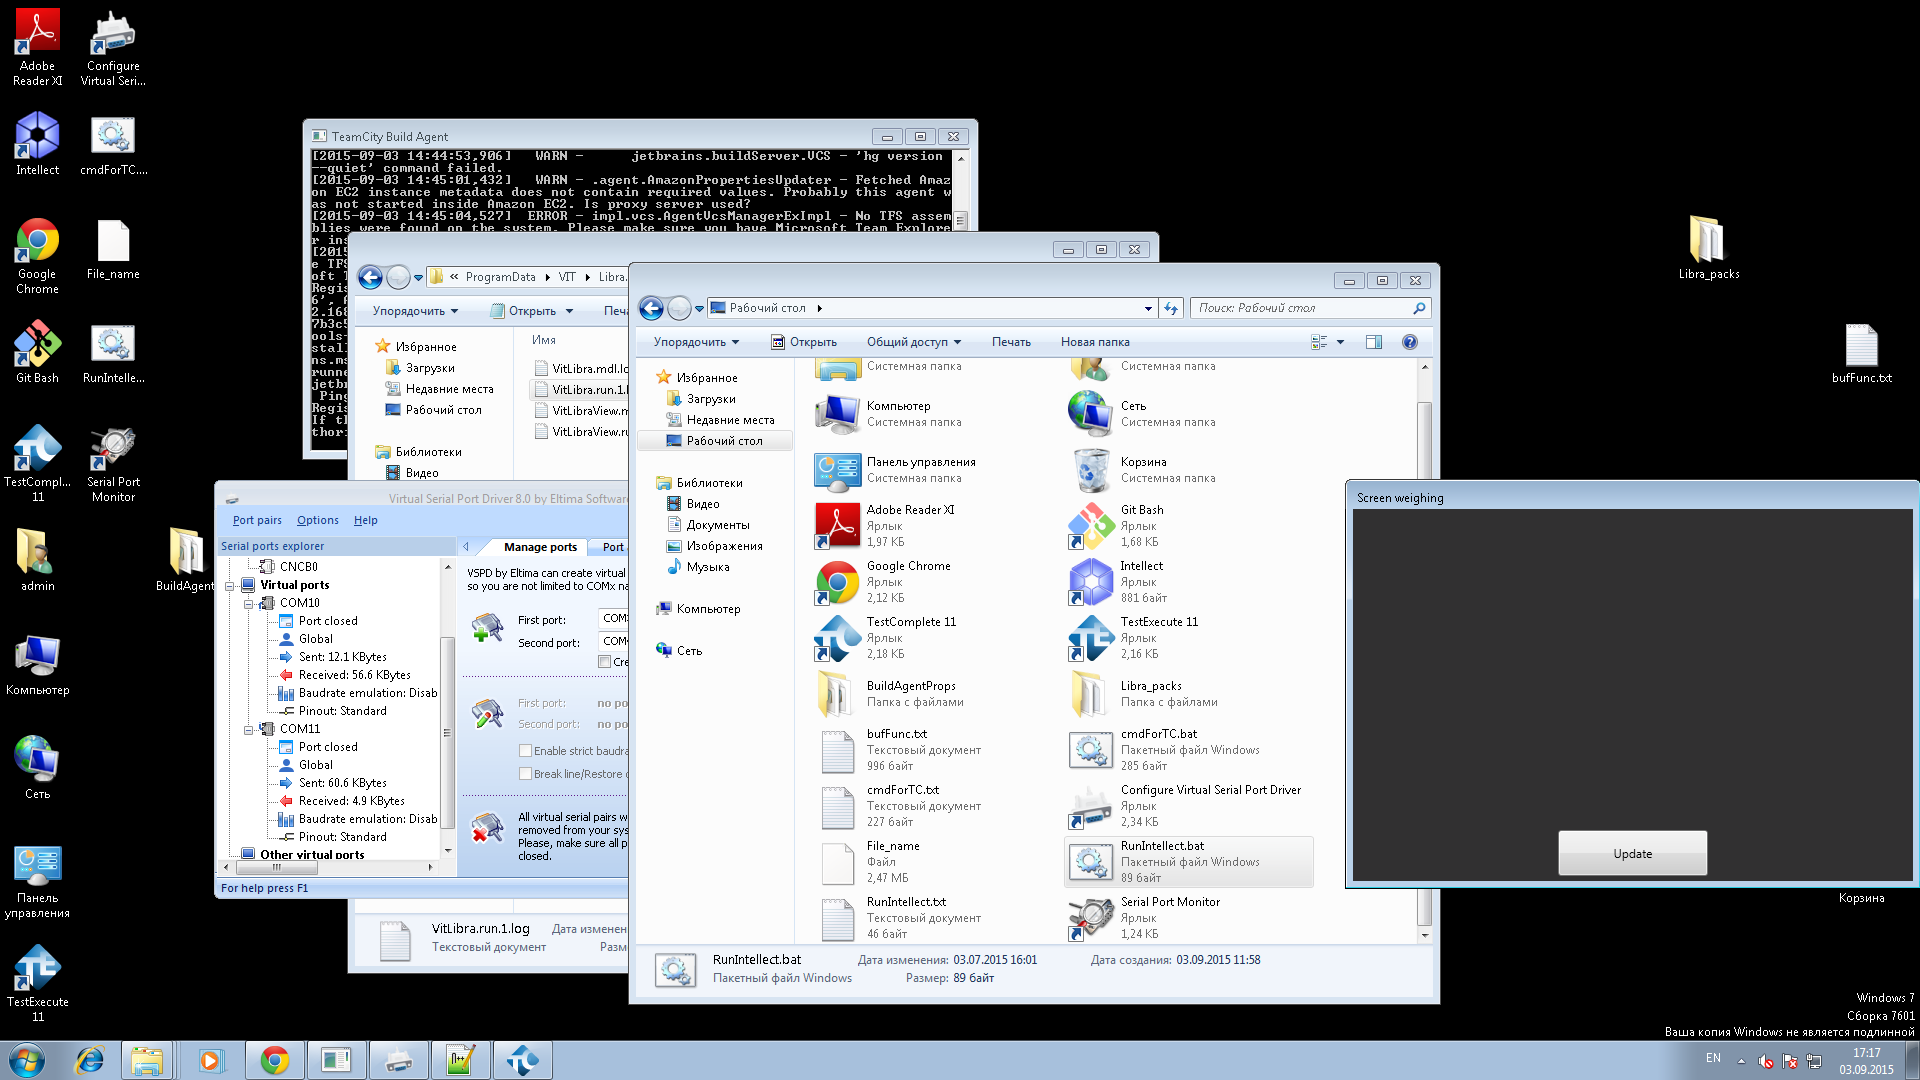 Adobe
Reader XI
Configure
Virtual Seri...
Intellect
cmdForTC....
Google
Chrome
File_name
Git Bash
RunIntelle...
TestCompl...
11
Serial Port
Monitor
admin
BuildAgent
Компьютер
Сеть
Панель
управления
TestExecute
11
Libra_packs
bufFunc.txt
Корзина
TeamCity Build Agent
[2015-09-03 14:44:53,906] WARN - jetbrains.buildServer.VCS - 'hg version
--quiet' command failed.
[2015-09-03 14:45:01,432] WARN - .agent.AmazonPropertiesUpdater - Fetched Amaz
on EC2 instance metadata does not contain required values. Probably this agent w
as not started inside Amazon EC2. Is proxy server used?
[2015-09-03 14:45:04,527] ERROR - impl.vcs.AgentVcsManagerExImpl - No TFS assem
blies were found on the system. Please make sure you have Microsoft Team Explore
r ins
[2015
e TFS
oft T
Regis
6', A
2.168
7b3c5
ools-
stall
ns.ms
runne
jetbr
Ping
Regis
If th
thori
« ProgramData VIT Libra.
Упорядочить Открыть Печа
Избранное
Загрузки
Недавние места
Рабочий стол
Библиотеки
Видео
Имя
VitLibra.mdl.lo
VitLibra.run.1.l
VitLibraView.m
VitLibraView.ru
VitLibra.run.1.log Дата изменен
Текстовый документ Разм
Virtual Serial Port Driver 8.0 by Eltima Software
Port pairs Options Help
Serial ports explorer
CNCB0
Virtual ports
COM10
Port closed
Global
Sent: 12.1 KBytes
Received: 56.6 KBytes
Baudrate emulation: Disab
Pinout: Standard
COM11
Port closed
Global
Sent: 60.6 KBytes
Received: 4.9 KBytes
Baudrate emulation: Disab
Pinout: Standard
Other virtual ports
For help press F1
Manage ports Port
VSPD by Eltima can create virtual
so you are not limited to COMx na
First port: COM
Second port: COM
Cre
First port: no po
Second port: no po
Enable strict baudra
Break line/Restore c
All virtual serial pairs w
removed from your sys
Please, make sure all p
closed.
Рабочий стол
Поиск: Рабочий стол
Упорядочить Открыть Общий доступ Печать Новая папка
Избранное
Загрузки
Недавние места
Рабочий стол
Библиотеки
Видео
Документы
Изображения
Музыка
Компьютер
Сеть
Системная папка
Системная папка
Компьютер
Системная папка
Сеть
Системная папка
Панель управления
Системная папка
Корзина
Системная папка
Adobe Reader XI
Ярлык
1,97 КБ
Git Bash
Ярлык
1,68 КБ
Google Chrome
Ярлык
2,12 КБ
Intellect
Ярлык
881 байт
TestComplete 11
Ярлык
2,18 КБ
TestExecute 11
Ярлык
2,16 КБ
BuildAgentProps
Папка с файлами
Libra_packs
Папка с файлами
bufFunc.txt
Текстовый документ
996 байт
cmdForTC.bat
Пакетный файл Windows
285 байт
cmdForTC.txt
Текстовый документ
227 байт
Configure Virtual Serial Port Driver
Ярлык
2,34 КБ
File_name
Файл
2,47 МБ
RunIntellect.bat
Пакетный файл Windows
89 байт
RunIntellect.txt
Текстовый документ
46 байт
Serial Port Monitor
Ярлык
1,24 КБ
RunIntellect.bat Дата изменения: 03.07.2015 16:01 Дата создания: 03.09.2015 11:58
Пакетный файл Windows Размер: 89 байт
Screen weighing
Update
Windows 7
Сборка 7601
Ваша копия Windows не является подлинной
EN
17:17
03.09.2015